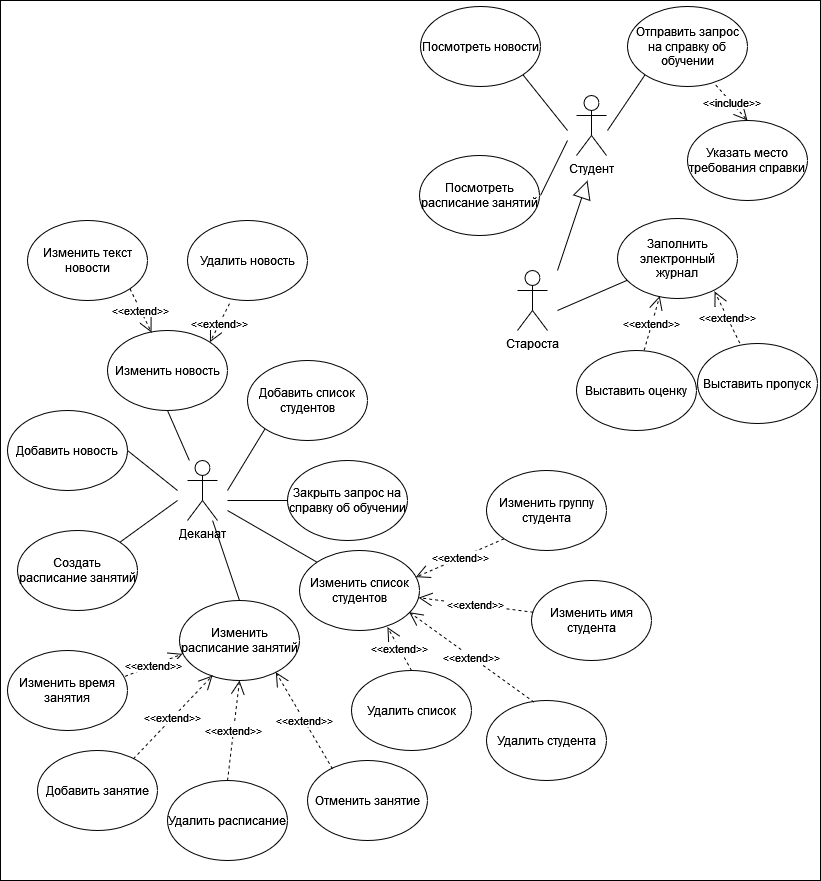 Посмотреть новости
Отправить запрос
на справку об
обучении
<<include>>
Указать место
требования справки
Студент
Посмотреть
расписание занятий
Заполнить
электронный
журнал
Староста
<<extend>>
<<extend>>
Выставить оценку
Выставить пропуск
Изменить текст
новости
Удалить новость
<<extend>>
<<extend>>
Изменить новость
Добавить список
студентов
Добавить новость
Закрыть запрос на
справку об обучении
Деканат
Создать
расписание занятий
Изменить группу
студента
<<extend>>
Изменить список
студентов
<<extend>>
Изменить имя
студента
Изменить
расписание занятий
<<extend>>
<<extend>>
<<extend>>
Изменить время
занятия
Удалить список
Удалить студента
<<extend>>
<<extend>>
<<extend>>
Добавить занятие
Удалить расписание
Отменить занятие